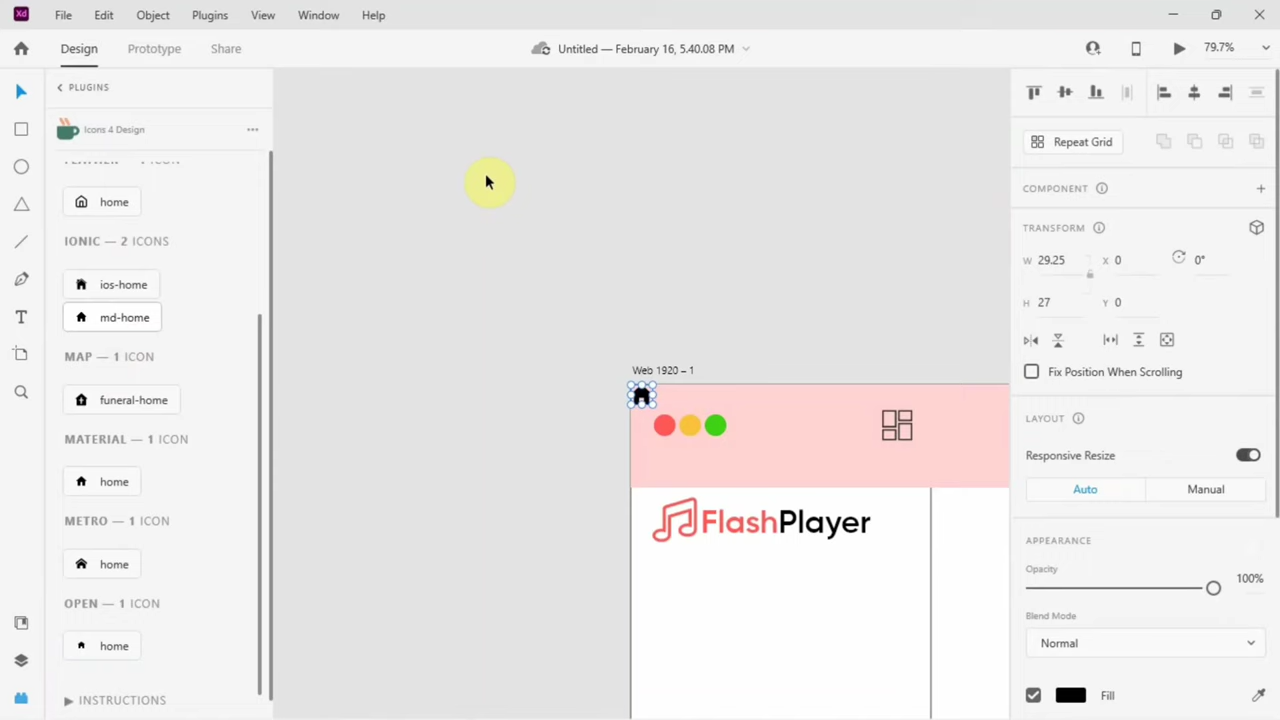 Xd File Edit Object Plugins View Window Help
Design Prototype Share Untitled — February 16, 5.40.08 PM 79.7%
PLUGINS
Icons 4 Design
home
IONIC — 2 ICONS
ios-home
md-home
MAP — 1 ICON
funeral-home
MATERIAL — 1 ICON
home
METRO — 1 ICON
home
OPEN — 1 ICON
home
INSTRUCTIONS
Web 1920 – 1
FlashPlayer
Repeat Grid
COMPONENT
TRANSFORM
W 29.25 X 0 0°
H 27 Y 0
Fix Position When Scrolling
LAYOUT
Responsive Resize
Auto Manual
APPEARANCE
Opacity
100%
Blend Mode
Normal
Fill